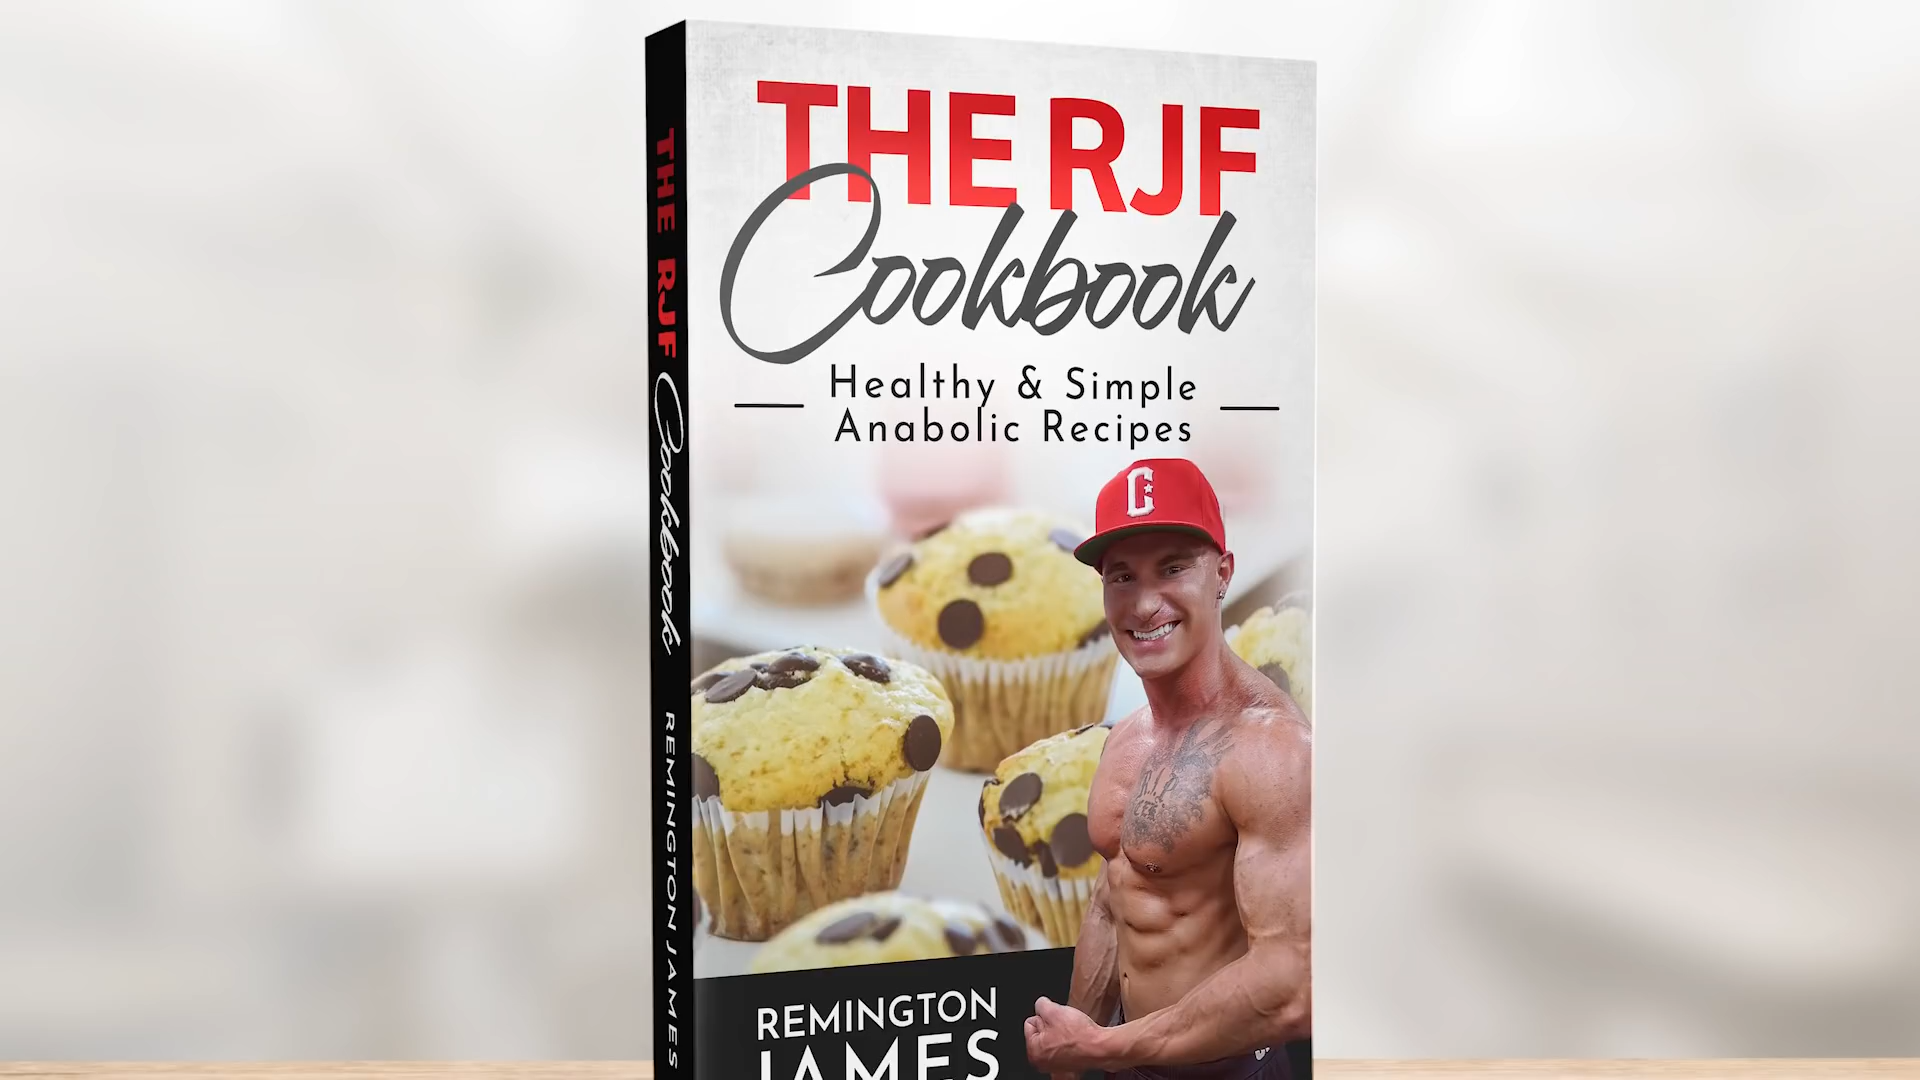 THE RJF
Cookbook
Healthy & Simple
Anabolic Recipes
C
R.I.P
REMINGTON
JAMES
THE RJF Cookbook REMINGTON JAMES